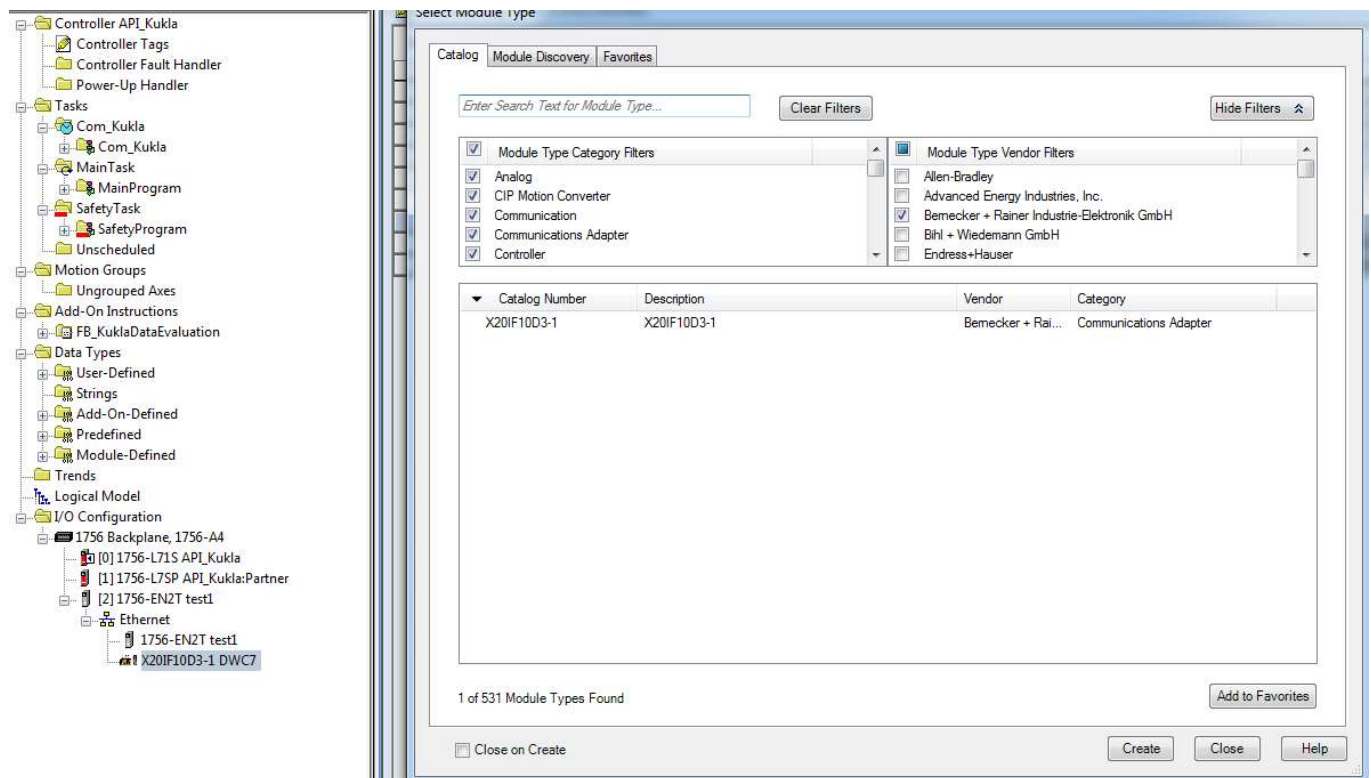 Controller API_Kukla
Controller Tags
Controller Fault Handler
Power-Up Handler
Tasks
Com_Kukla
Com_Kukla
MainTask
MainProgram
SafetyTask
SafetyProgram
Unscheduled
Motion Groups
Ungrouped Axes
Add-On Instructions
FB_KuklaDataEvaluation
Data Types
User-Defined
Strings
Add-On-Defined
Predefined
Module-Defined
Trends
Logical Model
I/O Configuration
1756 Backplane, 1756-A4
[0] 1756-L71S API_Kukla
[1] 1756-L7SP API_Kukla:Partner
[2] 1756-EN2T test1
Ethernet
1756-EN2T test1
X20IF10D3-1 DWC7
Select Module Type
Catalog Module Discovery Favorites
Enter Search Text for Module Type... Clear Filters Hide Filters
Module Type Category Filters Module Type Vendor Filters
Analog Allen-Bradley
CIP Motion Converter Advanced Energy Industries, Inc.
Communication Bernecker + Rainer Industrie-Elektronik GmbH
Communications Adapter Bihl + Wiedemann GmbH
Controller Endress+Hauser
Catalog Number Description Vendor Category
X20IF10D3-1 X20IF10D3-1 Bernecker + Rai... Communications Adapter
1 of 531 Module Types Found Add to Favorites
Close on Create Create Close Help